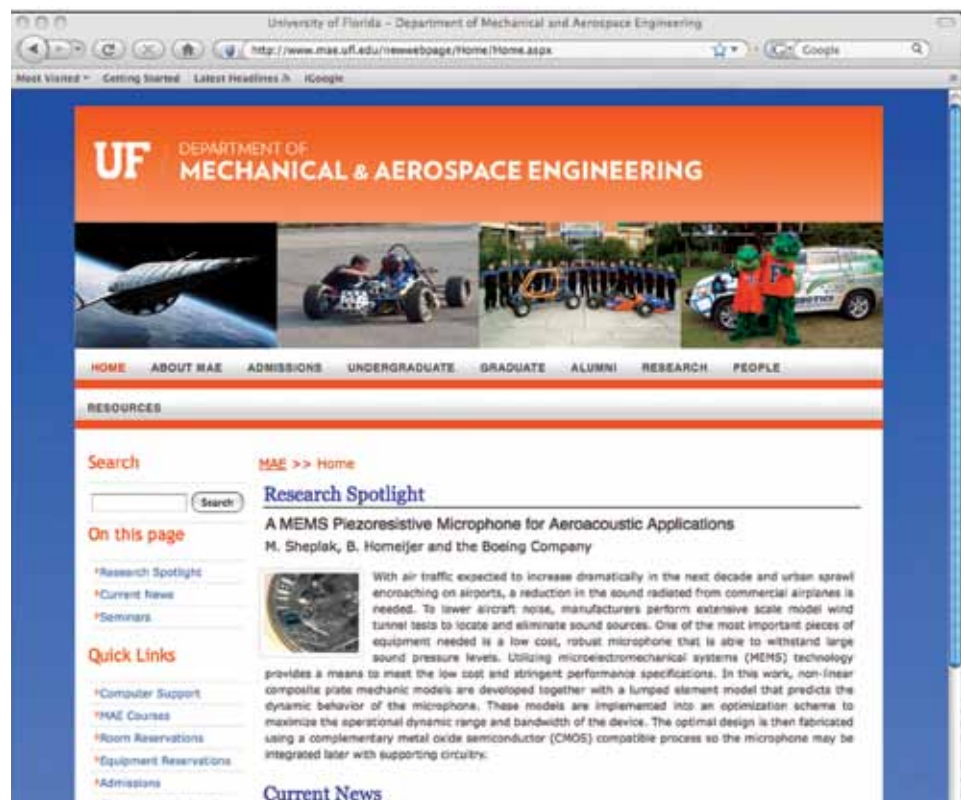 University of Florida - Department of Mechanical and Aerospace Engineering
http://www.mae.ufl.edu/newwebpage/Home/Home.aspx
Google
Most Visited Getting Started Latest Headlines iGoogle
UF DEPARTMENT OF
MECHANICAL & AEROSPACE ENGINEERING
HOME ABOUT MAE ADMISSIONS UNDERGRADUATE GRADUATE ALUMNI RESEARCH PEOPLE
RESOURCES
Search
Search
On this page
Research Spotlight
Current News
Seminars
Quick Links
Computer Support
MAE Courses
Room Reservations
Equipment Reservations
Admissions
MAE >> Home
Research Spotlight
A MEMS Piezoresistive Microphone for Aeroacoustic Applications
M. Sheplak, B. Homeijer and the Boeing Company
With air traffic expected to increase dramatically in the next decade and urban sprawl
encroaching on airports, a reduction in the sound radiated from commercial airplanes is
needed. To lower aircraft noise, manufacturers perform extensive scale model wind
tunnel tests to locate and eliminate sound sources. One of the most important pieces of
equipment needed is a low cost, robust microphone that is able to withstand large
sound pressure levels. Utilizing microelectromechanical systems (MEMS) technology
provides a means to meet the low cost and stringent performance specifications. In this work, non-linear
composite plate mechanic models are developed together with a lumped element model that predicts the
dynamic behavior of the microphone. These models are implemented into an optimization scheme to
maximize the operational dynamic range and bandwidth of the device. The optimal design is then fabricated
using a complementary metal oxide semiconductor (CMOS) compatible process so the microphone may be
integrated later with supporting circuitry.
Current News